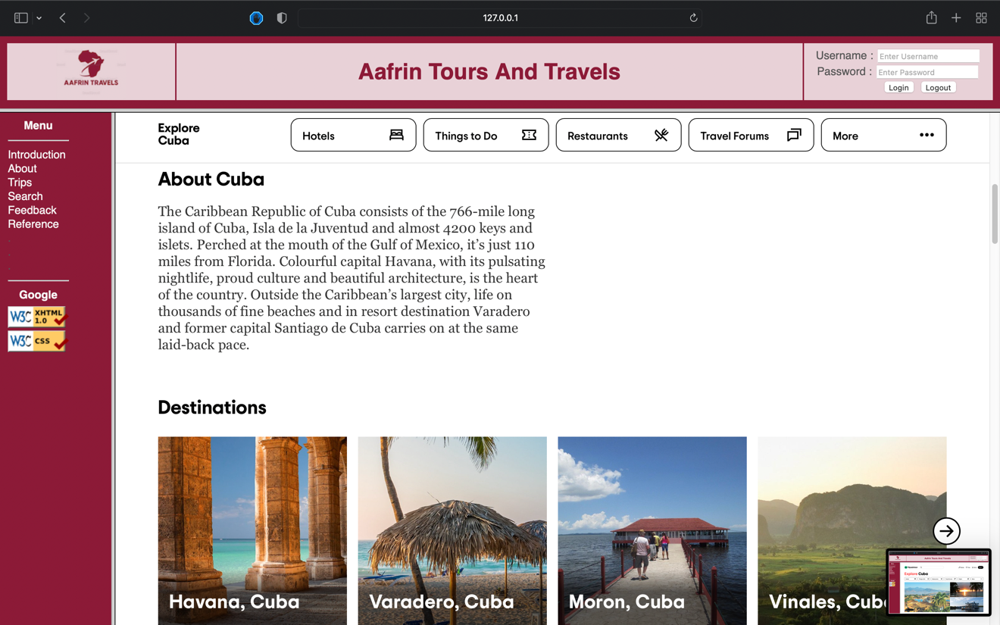 127.0.0.1
AAFRIN TRAVELS
Aafrin Tours And Travels
Username : Enter Username
Password : Enter Password
Login Logout
Menu
Introduction
About
Trips
Search
Feedback
Reference
.
.
.
Google
W3C XHTML 1.0
W3C CSS
Explore
Cuba
Hotels
Things to Do
Restaurants
Travel Forums
More
About Cuba
The Caribbean Republic of Cuba consists of the 766-mile long
island of Cuba, Isla de la Juventud and almost 4200 keys and
islets. Perched at the mouth of the Gulf of Mexico, it’s just 110
miles from Florida. Colourful capital Havana, with its pulsating
nightlife, proud culture and beautiful architecture, is the heart
of the country. Outside the Caribbean’s largest city, life on
thousands of fine beaches and in resort destination Varadero
and former capital Santiago de Cuba carries on at the same
laid-back pace.
Destinations
Havana, Cuba
Varadero, Cuba
Moron, Cuba
Vinales, Cub
Aafrin Tours And Travels
Explore Cuba